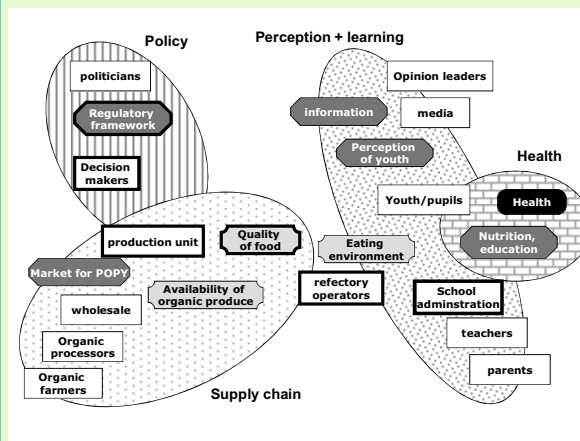 Policy
politicians
Regulatory
framework
Decision
makers
Perception + learning
Opinion leaders
information
media
Perception
of youth
Health
Youth/pupils
Health
Nutrition,
education
production unit
Quality
of food
Eating
environment
Market for POPY
Availability of
organic produce
refectory
operators
School
adminstration
wholesale
teachers
Organic
processors
parents
Organic
farmers
Supply chain